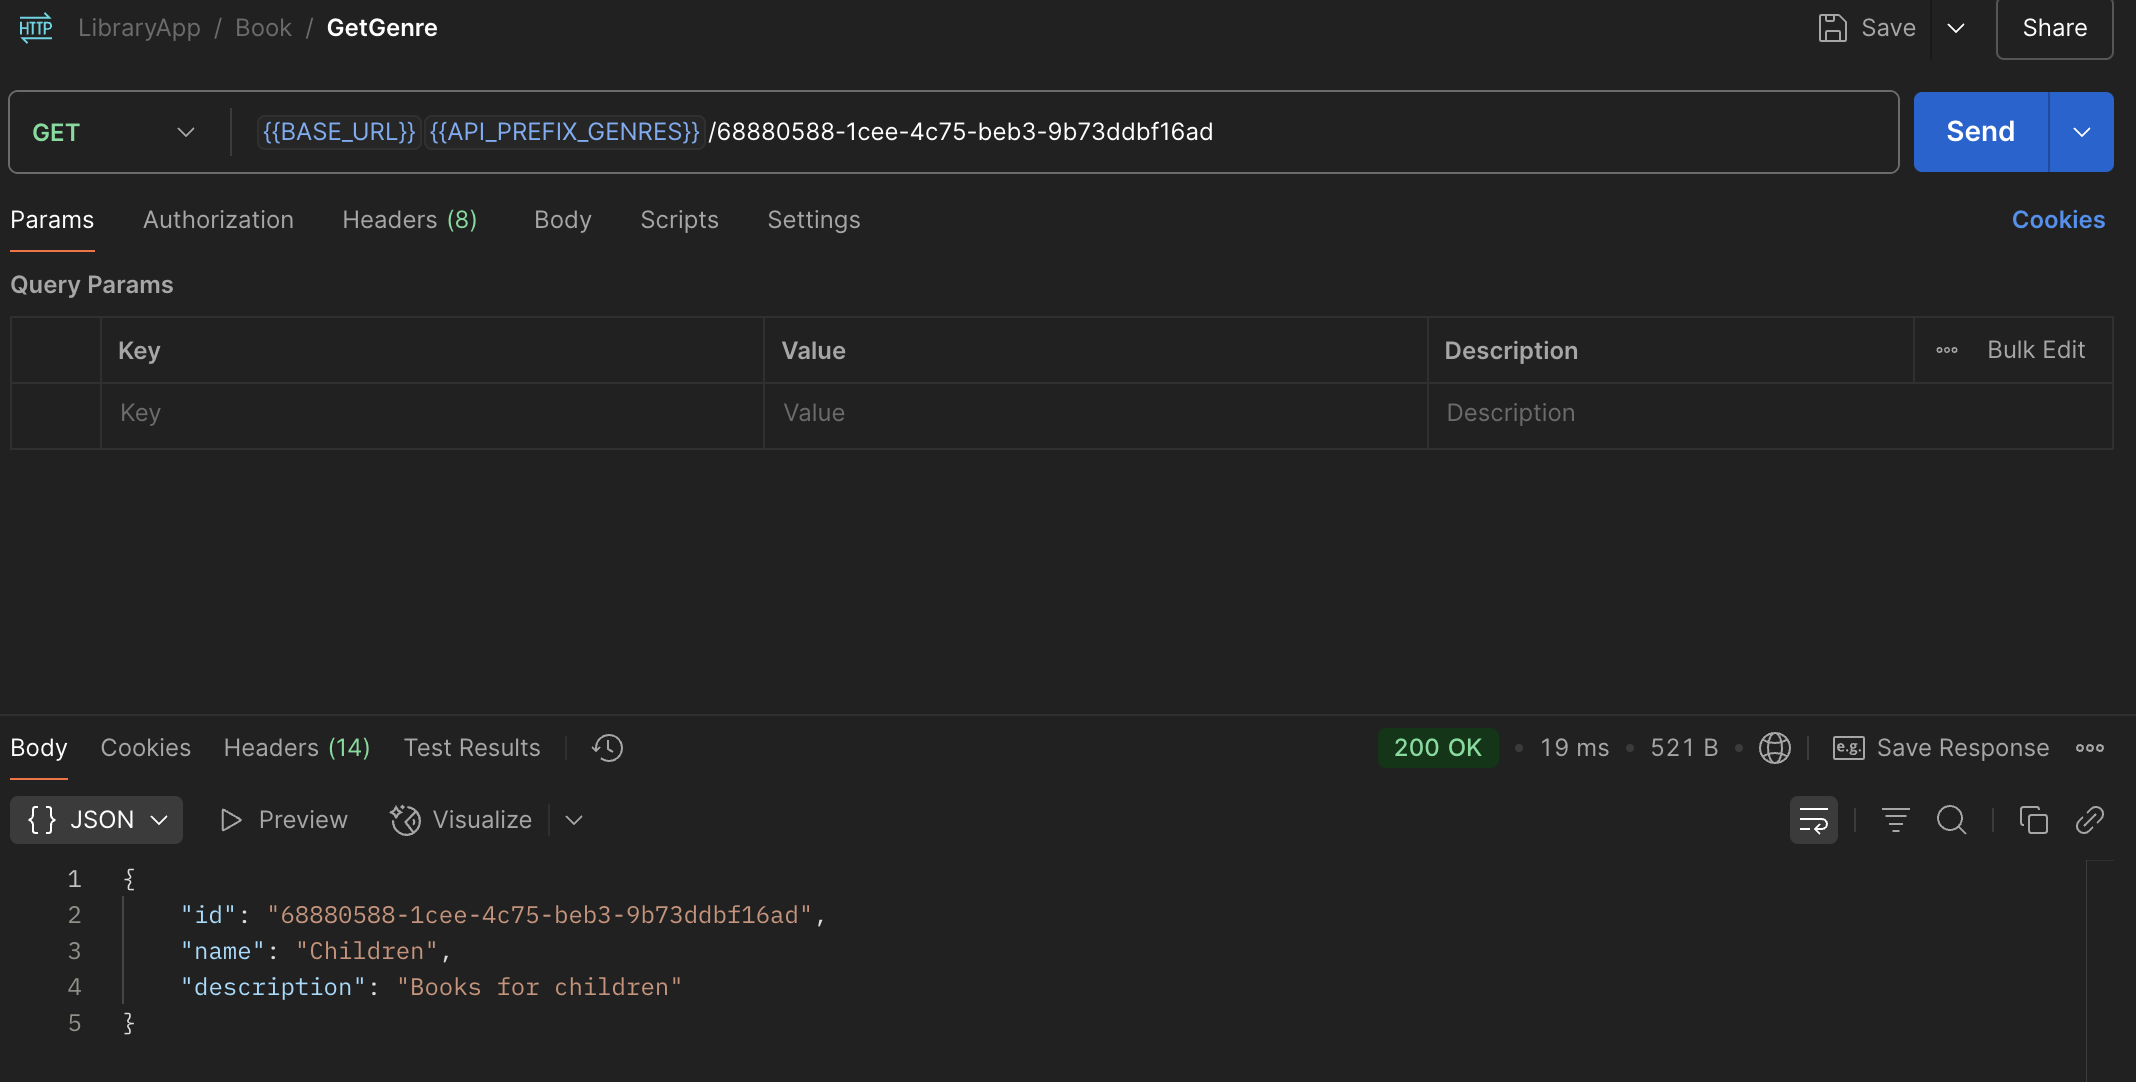 HTTP LibraryApp / Book / GetGenre Save Share
GET {{BASE_URL}} {{API_PREFIX_GENRES}} /68880588-1cee-4c75-beb3-9b73ddbf16ad Send
Params Authorization Headers (8) Body Scripts Settings Cookies
Query Params
Key Value Description Bulk Edit
Key Value Description
Body Cookies Headers (14) Test Results 200 OK • 19 ms • 521 B • e.g. Save Response
{ } JSON Preview Visualize
1 {
2 "id": "68880588-1cee-4c75-beb3-9b73ddbf16ad",
3 "name": "Children",
4 "description": "Books for children"
5 }